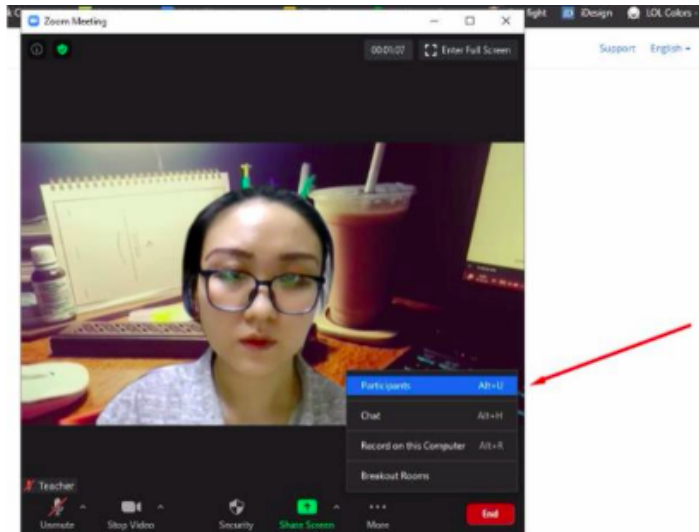 fight iDesign LOL Colors -
Zoom Meeting
00:01:07 Enter Full Screen
Support English
Participants Alt+U
Chat Alt+H
Record on this Computer Alt+R
Breakout Rooms
Teacher
Unmute Stop Video Security Share Screen More End